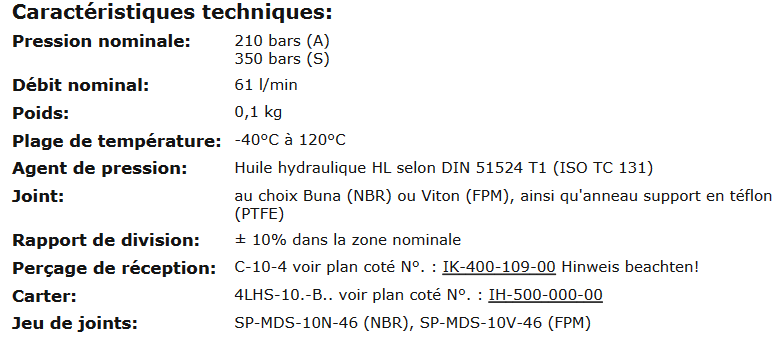 Caractéristiques techniques:
Pression nominale: 210 bars (A)
350 bars (S)
Débit nominal: 61 l/min
Poids: 0,1 kg
Plage de température: -40°C à 120°C
Agent de pression: Huile hydraulique HL selon DIN 51524 T1 (ISO TC 131)
Joint: au choix Buna (NBR) ou Viton (FPM), ainsi qu'anneau support en téflon
(PTFE)
Rapport de division: ± 10% dans la zone nominale
Perçage de réception: C-10-4 voir plan coté N°. : IK-400-109-00 Hinweis beachten!
Carter: 4LHS-10.-B.. voir plan coté N°. : IH-500-000-00
Jeu de joints: SP-MDS-10N-46 (NBR), SP-MDS-10V-46 (FPM)